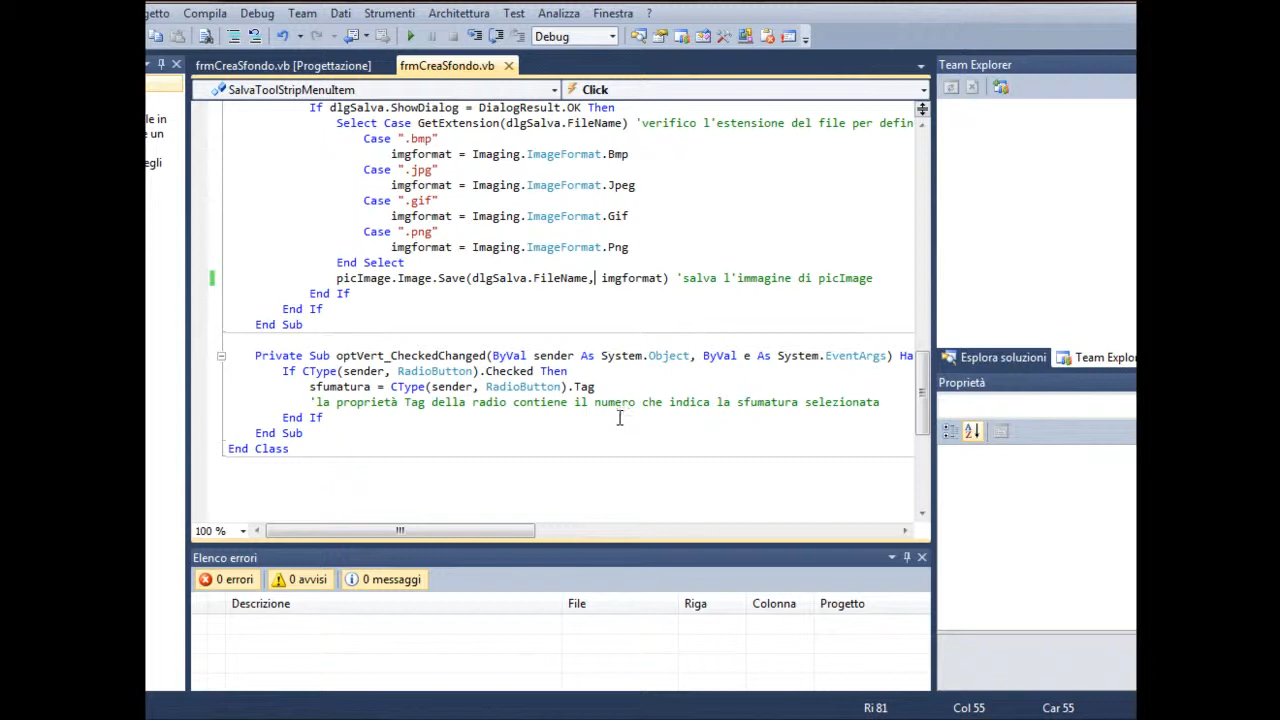 getto Compila Debug Team Dati Strumenti Architettura Test Analizza Finestra ?
Debug
frmCreaSfondo.vb [Progettazione] frmCreaSfondo.vb
Team Explorer
SalvaToolStripMenuItem Click
If dlgSalva.ShowDialog = DialogResult.OK Then
Select Case GetExtension(dlgSalva.FileName) 'verifico l'estensione del file per defin
Case ".bmp"
imgformat = Imaging.ImageFormat.Bmp
Case ".jpg"
imgformat = Imaging.ImageFormat.Jpeg
Case ".gif"
imgformat = Imaging.ImageFormat.Gif
Case ".png"
imgformat = Imaging.ImageFormat.Png
End Select
picImage.Image.Save(dlgSalva.FileName, imgformat) 'salva l'immagine di picImage
End If
End If
End Sub
Private Sub optVert_CheckedChanged(ByVal sender As System.Object, ByVal e As System.EventArgs) Ha
If CType(sender, RadioButton).Checked Then
sfumatura = CType(sender, RadioButton).Tag
'la proprietà Tag della radio contiene il numero che indica la sfumatura selezionata
End If
End Sub
End Class
le in
e un
egli
Esplora soluzioni Team Explo
Proprietà
100 %
Elenco errori
0 errori 0 avvisi 0 messaggi
Descrizione File Riga Colonna Progetto
Ri 81 Col 55 Car 55